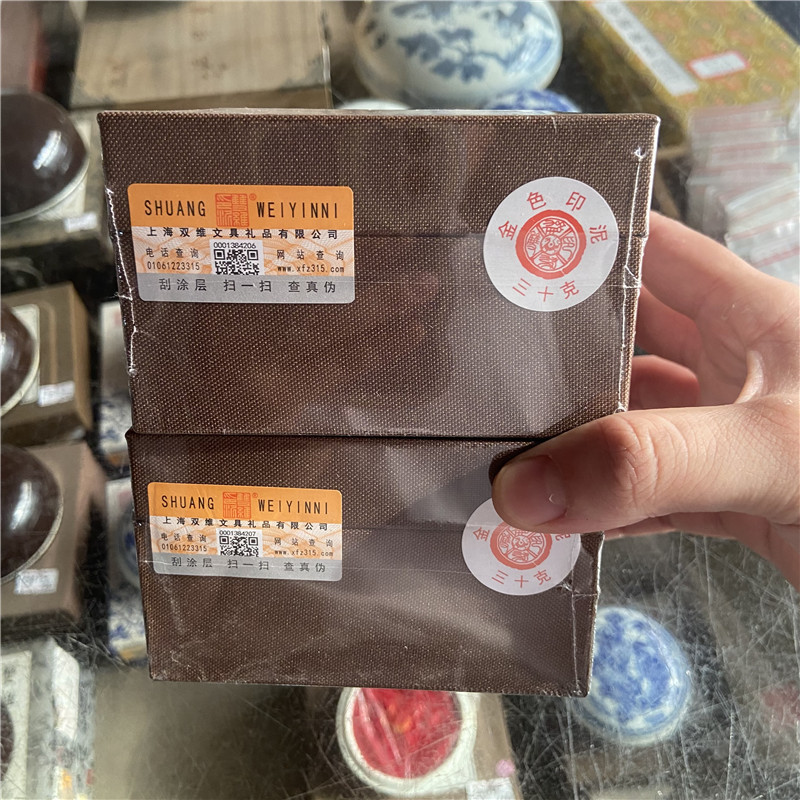 SHUANG WEIYINNI
上海双维文具礼品有限公司
电话查询 0001384206 网站查询
01061223315 www.xfz315.com
刮涂层 扫一扫 查真伪
金色印泥
三十克
SHUANG WEIYINNI
上海双维文具礼品有限公司
电话查询 0001384207 网站查询
01061223315 www.xfz315.com
刮涂层 扫一扫 查真伪
金 泥
三十克